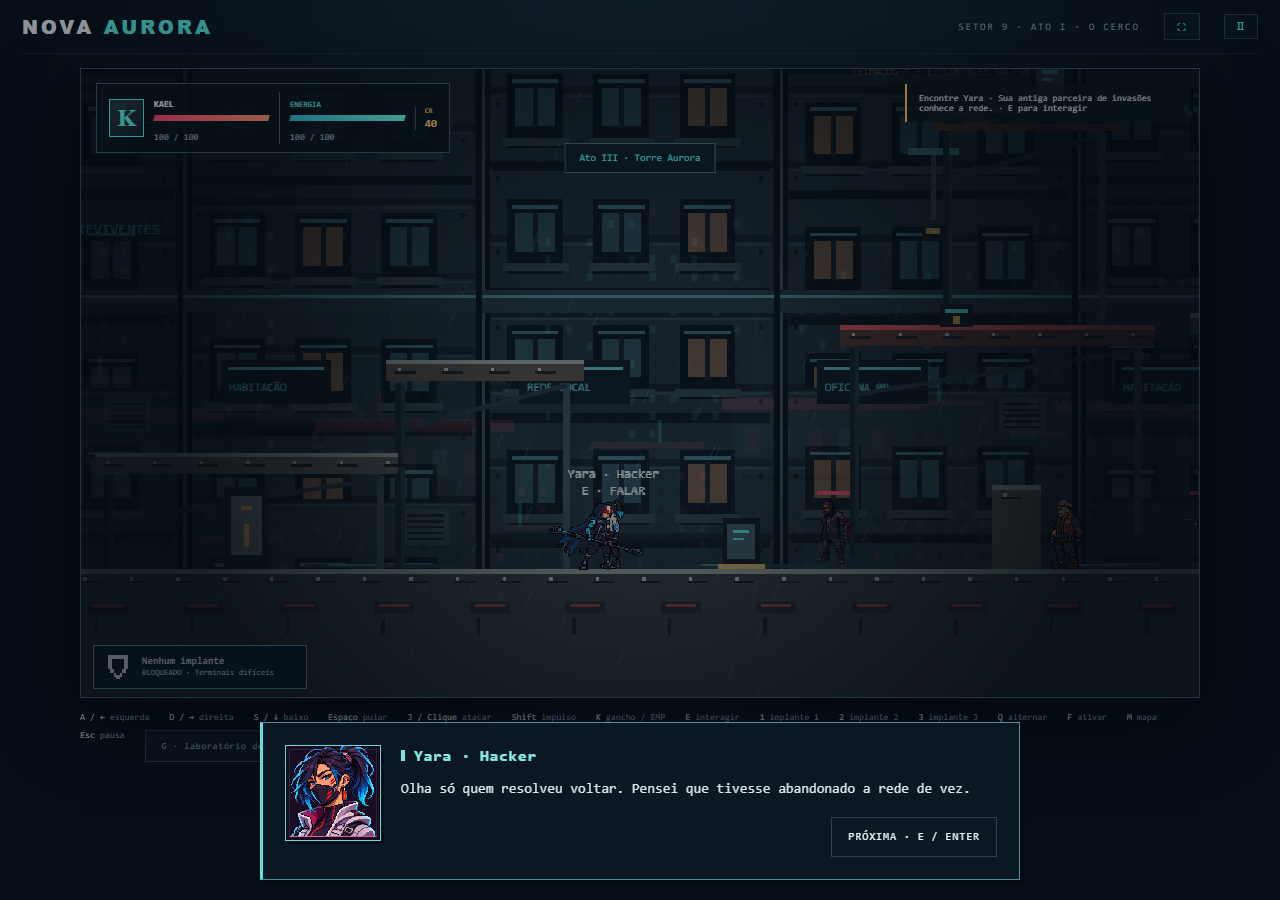 NOVA AURORA
SETOR 9 · ATO I · O CERCO
K
KAEL
100 / 100
ENERGIA
100 / 100
CR
40
Encontre Yara · Sua antiga parceira de invasões
conhece a rede. · E para interagir
Ato III · Torre Aurora
HABITAÇÃO
REDE LOCAL
OFICINA 09
HABITAÇÃO
Yara · Hacker
E · FALAR
Nenhum implante
BLOQUEADO · Terminais difíceis
A / ← esquerda D / → direita S / ↓ baixo Espaço pular J / Clique atacar Shift impulso K gancho / EMP E Interagir 1 implante 1 2 implante 2 3 implante 3 Q alternar F ativar M mapa
Esc pausa
G · laboratório
Yara · Hacker
Olha só quem resolveu voltar. Pensei que tivesse abandonado a rede de vez.
PRÓXIMA · E / ENTER